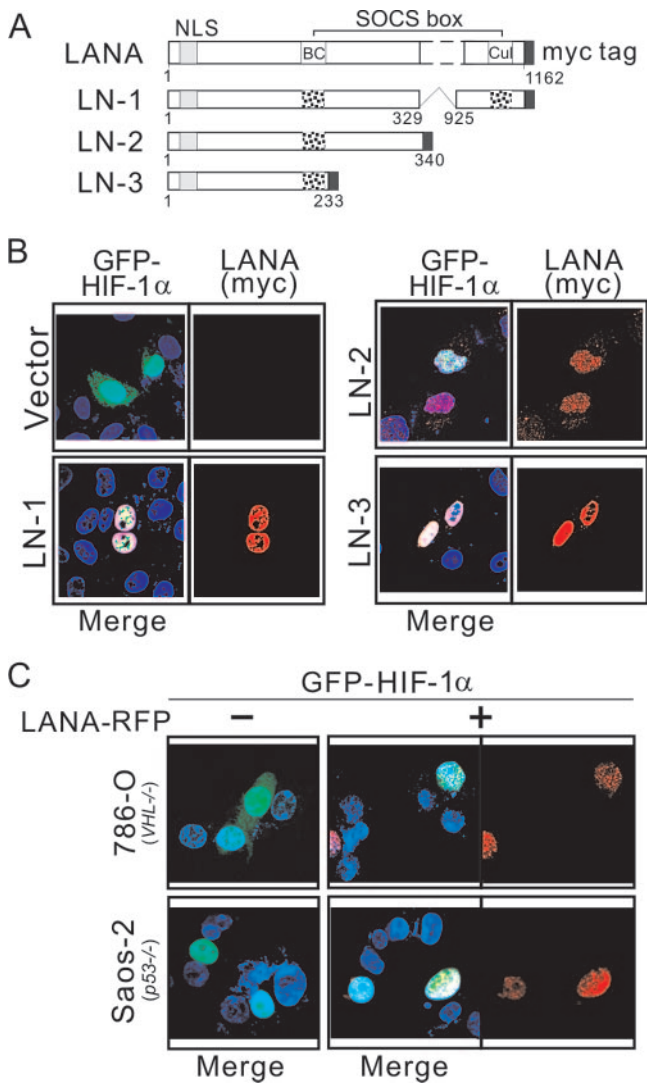 A
NLS
SOCS box
LANA
BC
Cul
myc tag
1
1162
LN-1
1
329
925
LN-2
1
340
LN-3
1
233
B
GFP-
HIF-1α
LANA
(myc)
GFP-
HIF-1α
LANA
(myc)
Vector
LN-2
LN-1
LN-3
Merge
Merge
C
GFP-HIF-1α
LANA-RFP
−
+
786-O
(VHL-/-)
Saos-2
(p53-/-)
Merge
Merge